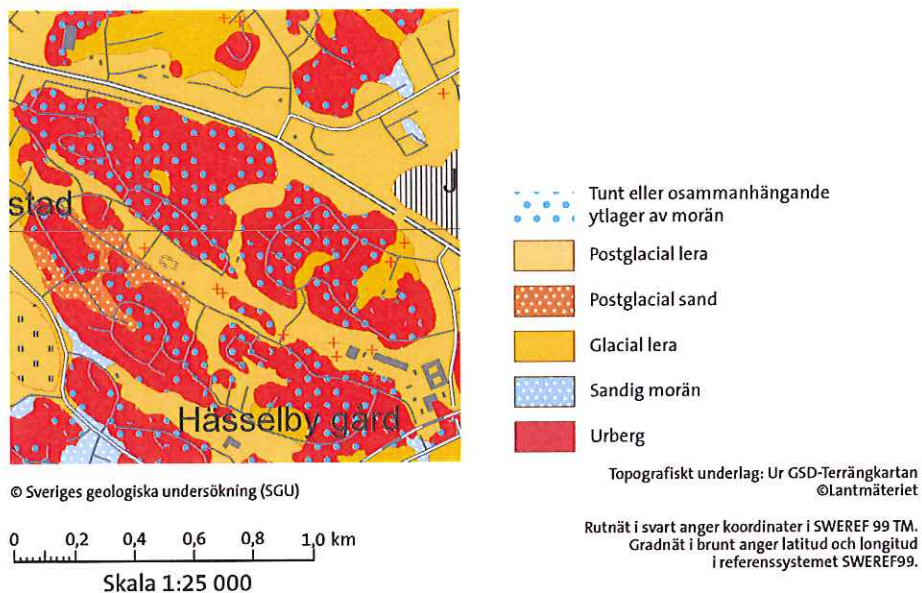 stad
J
Hässelby gård
© Sveriges geologiska undersökning (SGU)
0 0,2 0,4 0,6 0,8 1,0 km
Skala 1:25 000
Tunt eller osammanhängande
ytlager av morän
Postglacial lera
Postglacial sand
Glacial lera
Sandig morän
Urberg
Topografiskt underlag: Ur GSD-Terrängkartan
©Lantmäteriet
Rutnät i svart anger koordinater i SWEREF 99 TM.
Gradnät i brunt anger latitud och longitud
i referenssystemet SWEREF99.